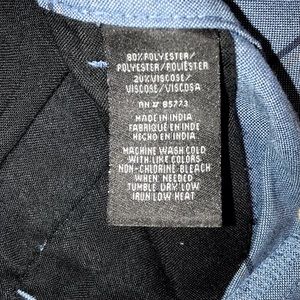 80% POLYESTER/
POLYESTER/POLIÉSTER
20% VISCOSE/
VISCOSE/VISCOSA
RN # 85773
MADE IN INDIA
FABRIQUÉ EN INDE
HECHO EN INDIA
MACHINE WASH COLD
WITH LIKE COLORS
NON-CHLORINE BLEACH
WHEN NEEDED
TUMBLE DRY LOW
IRON LOW HEAT